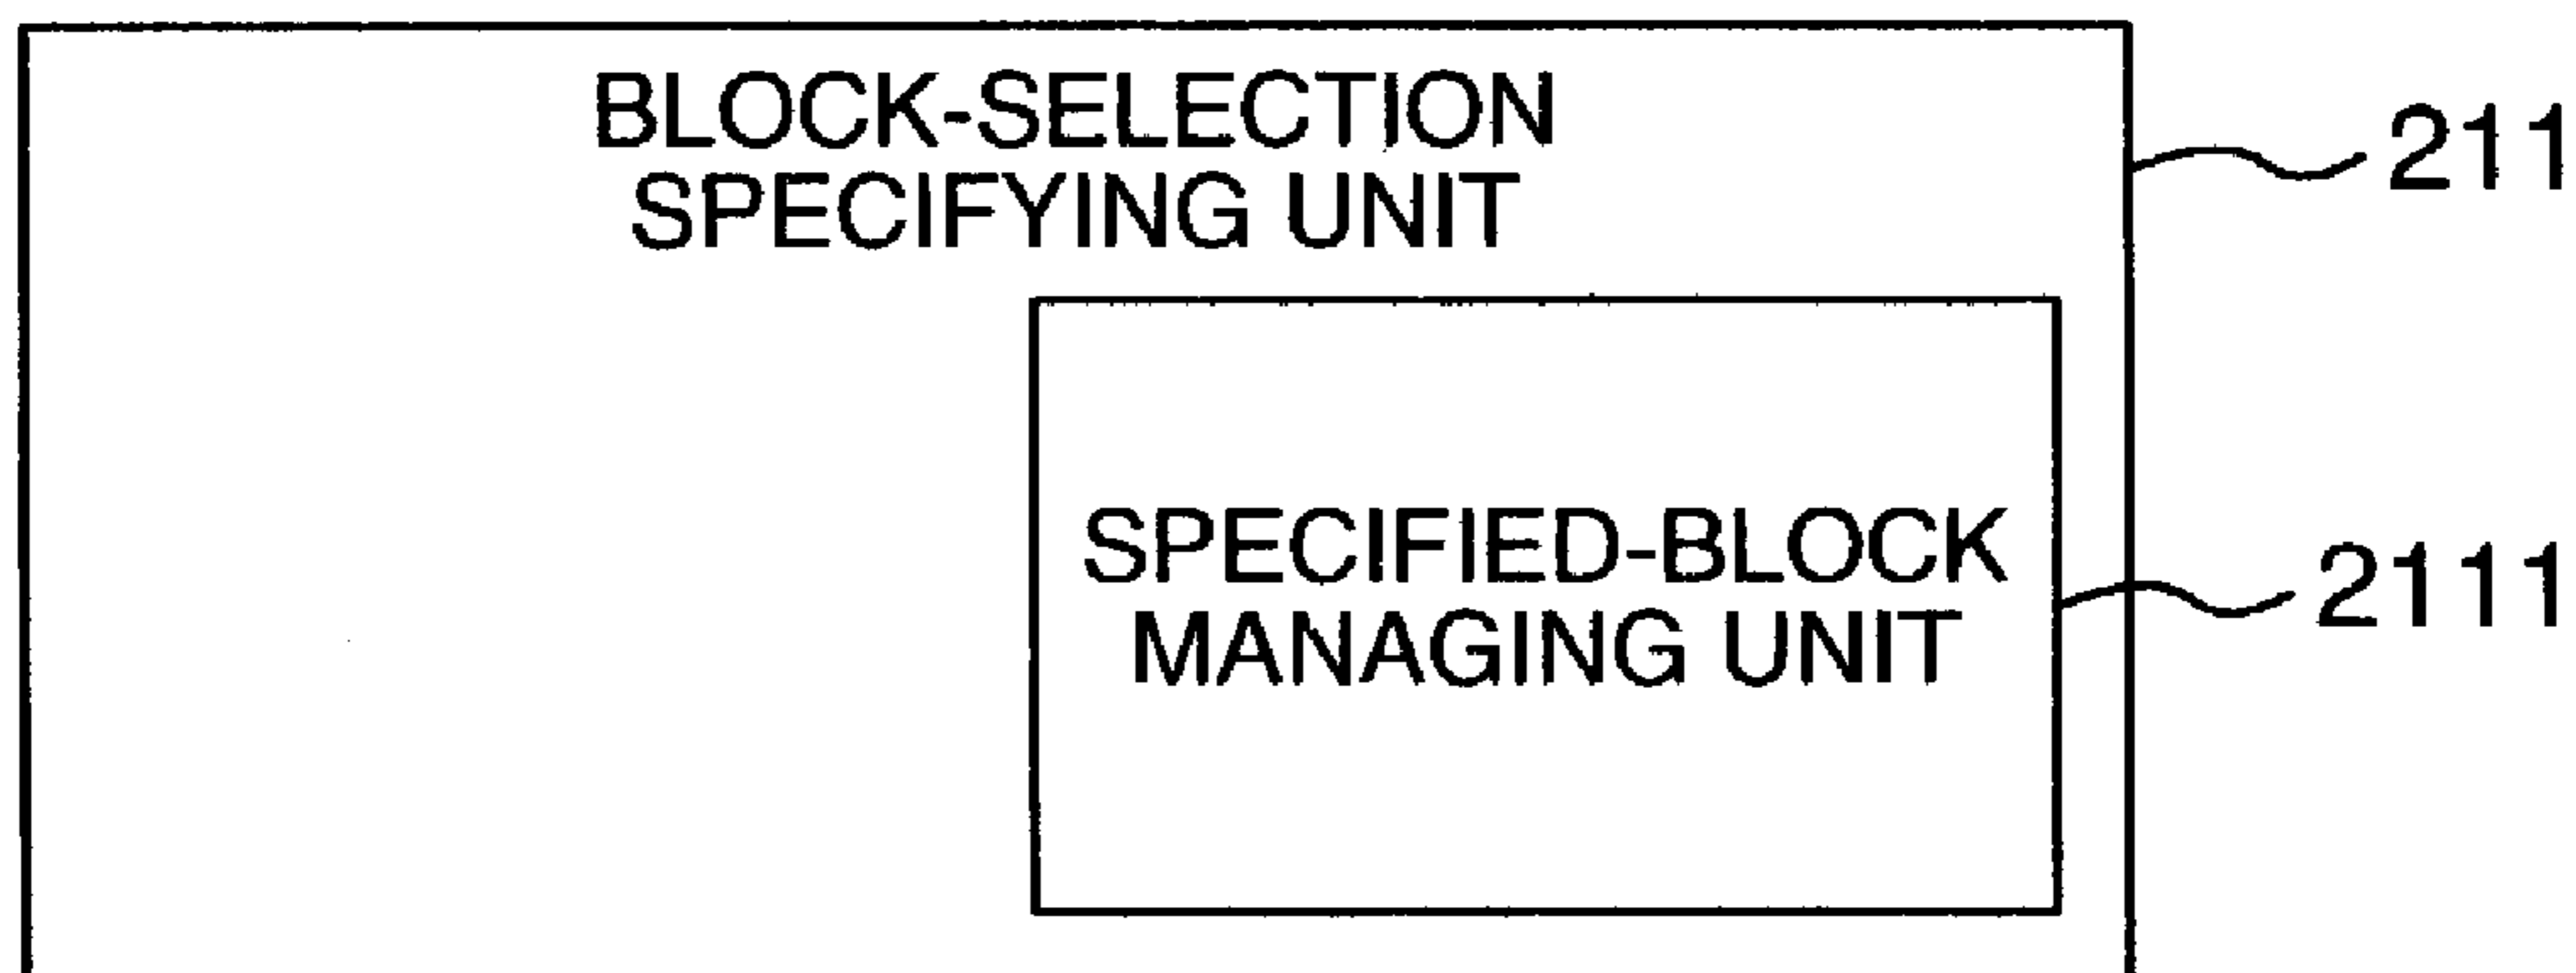 BLOCK-SELECTION
SPECIFYING UNIT
211
SPECIFIED-BLOCK
MANAGING UNIT
2111